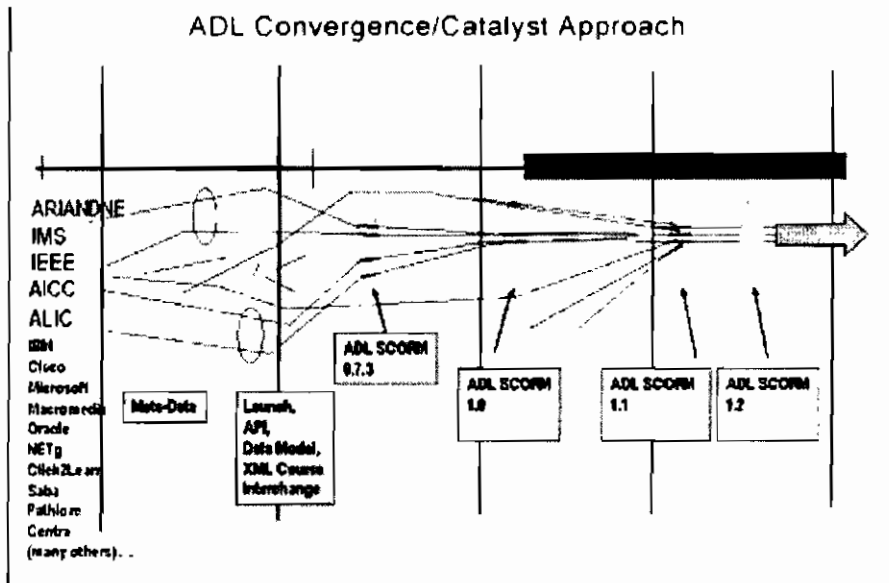 ADL Convergence/Catalyst Approach
ARIANDNE
IMS
IEEE
AICC
ALIC
IBM
Cisco
Microsoft
Macromedia
Oracle
NETg
Click2Learn
Saba
Pathlore
Centra
(many others)...
Meta-Data
Launch,
API,
Data Model,
XML Course
Interchange
ADL SCORM
0.7.3
ADL SCORM
1.0
ADL SCORM
1.1
ADL SCORM
1.2